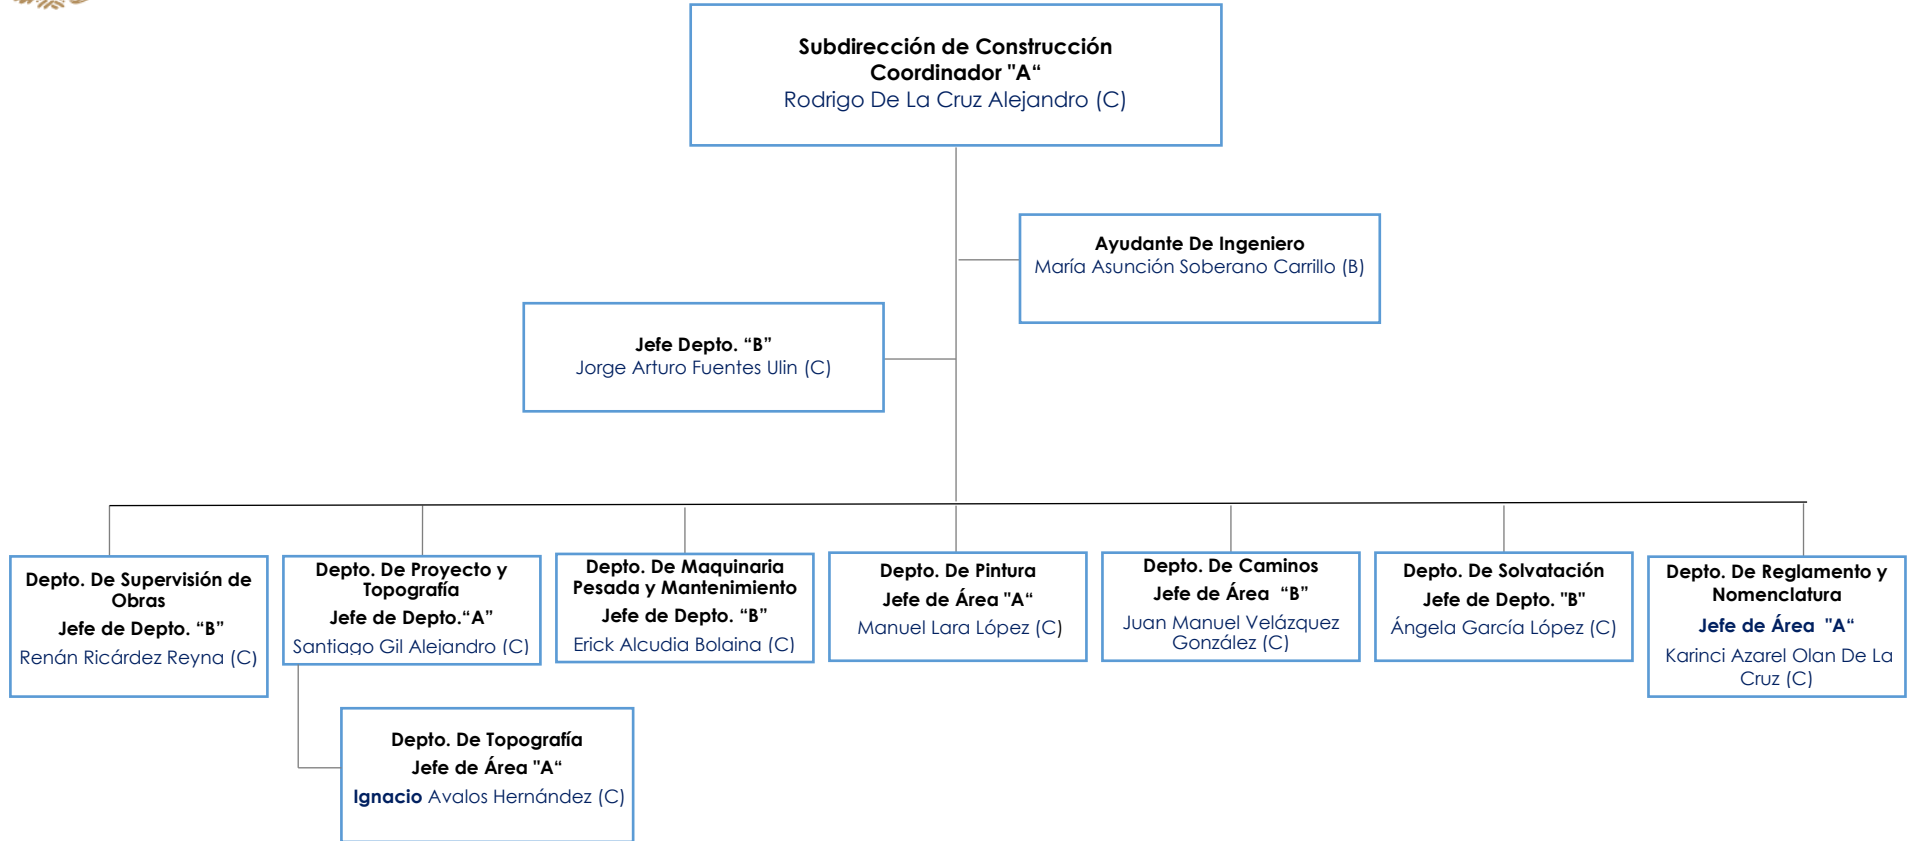 Subdirección de Construcción
Coordinador "A“
Rodrigo De La Cruz Alejandro (C)
Ayudante De Ingeniero
María Asunción Soberano Carrillo (B)
Jefe Depto. “B”
Jorge Arturo Fuentes Ulin (C)
Depto. De Supervisión de
Obras
Jefe de Depto. “B”
Renán Ricárdez Reyna (C)
Depto. De Proyecto y
Topografía
Jefe de Depto.“A”
Santiago Gil Alejandro (C)
Depto. De Maquinaria
Pesada y Mantenimiento
Jefe de Depto. “B”
Erick Alcudia Bolaina (C)
Depto. De Pintura
Jefe de Área "A“
Manuel Lara López (C)
Depto. De Caminos
Jefe de Área “B”
Juan Manuel Velázquez
González (C)
Depto. De Solvatación
Jefe de Depto. "B"
Ángela García López (C)
Depto. De Reglamento y
Nomenclatura
Jefe de Área "A“
Karinci Azarel Olan De La
Cruz (C)
Depto. De Topografía
Jefe de Área "A“
Ignacio Avalos Hernández (C)